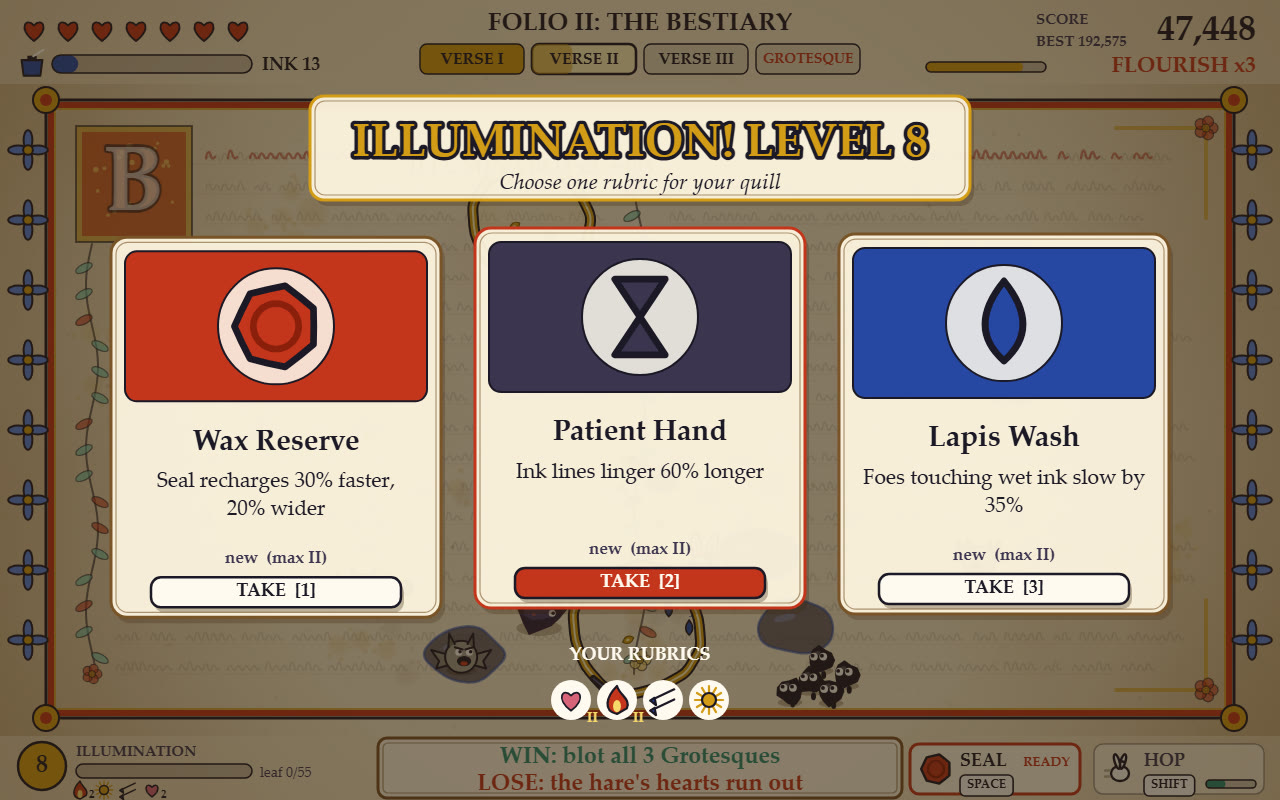 FOLIO II: THE BESTIARY
SCORE
BEST 192,575
47,448
INK 13
VERSE I
VERSE II
VERSE III
GROTESQUE
FLOURISH x3
B
ILLUMINATION! LEVEL 8
Choose one rubric for your quill
Wax Reserve
Seal recharges 30% faster,
20% wider
new (max II)
TAKE [1]
Patient Hand
Ink lines linger 60% longer
new (max II)
TAKE [2]
Lapis Wash
Foes touching wet ink slow by
35%
new (max II)
TAKE [3]
YOUR RUBRICS
II
II
8
ILLUMINATION
leaf 0/55
2
2
WIN: blot all 3 Grotesques
LOSE: the hare's hearts run out
SEAL
READY
SPACE
HOP
SHIFT